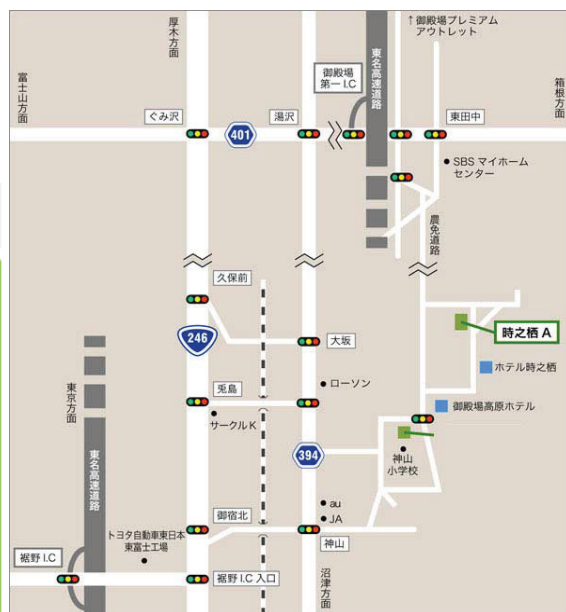 厚木方面
↑御殿場プレミアム
アウトレット
富士山方面
東名高速道路
御殿場
第一 I.C
箱根方面
ぐみ沢
401
湯沢
東田中
SBS マイホーム
センター
農免道路
久保前
246
大坂
時之栖 A
ホテル時之栖
東京方面
兎島
ローソン
サークル K
御殿場高原ホテル
394
神山
小学校
東名高速道路
au
JA
御宿北
神山
トヨタ自動車東日本
東富士工場
裾野 I.C
裾野 I.C 入口
沼津方面